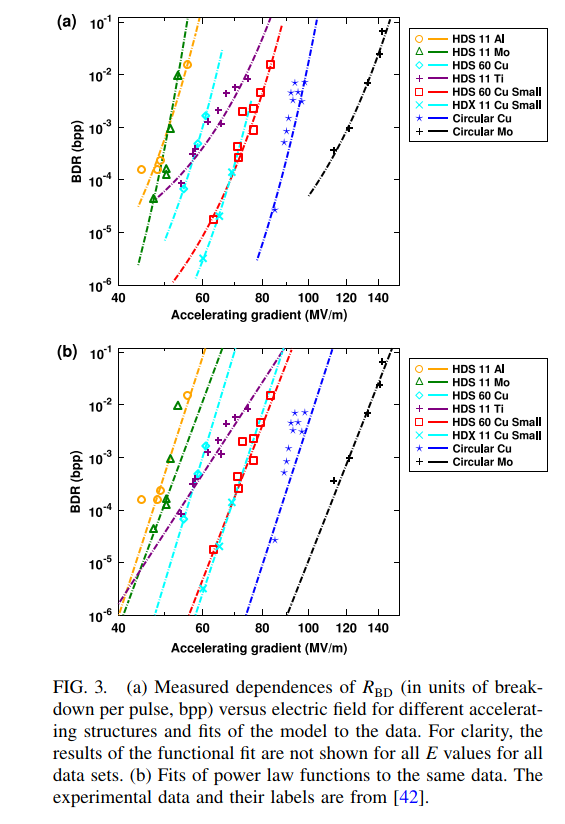 (a)
10-1
10-2
10-3
10-4
10-5
10-6
BDR (bpp)
40 60 80 100 120 140
Accelerating gradient (MV/m)
HDS 11 Al
HDS 11 Mo
HDS 60 Cu
HDS 11 Ti
HDS 60 Cu Small
HDX 11 Cu Small
Circular Cu
Circular Mo
(b)
10-1
10-2
10-3
10-4
10-5
10-6
BDR (bpp)
40 60 80 100 120 140
Accelerating gradient (MV/m)
HDS 11 Al
HDS 11 Mo
HDS 60 Cu
HDS 11 Ti
HDS 60 Cu Small
HDX 11 Cu Small
Circular Cu
Circular Mo
FIG. 3. (a) Measured dependences of RBD (in units of break-
down per pulse, bpp) versus electric field for different accelerat-
ing structures and fits of the model to the data. For clarity, the
results of the functional fit are not shown for all E values for all
data sets. (b) Fits of power law functions to the same data. The
experimental data and their labels are from [42].